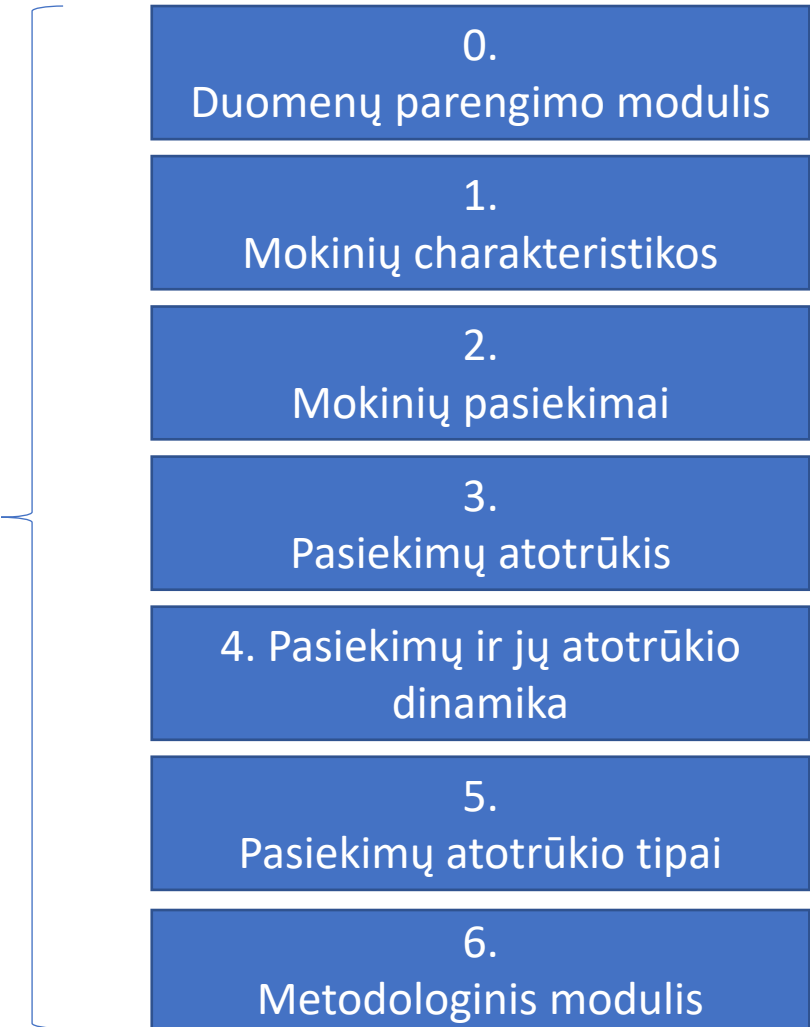 0.
Duomenų parengimo modulis
1.
Mokinių charakteristikos
2.
Mokinių pasiekimai
3.
Pasiekimų atotrūkis
4. Pasiekimų ir jų atotrūkio
dinamika
5.
Pasiekimų atotrūkio tipai
6.
Metodologinis modulis